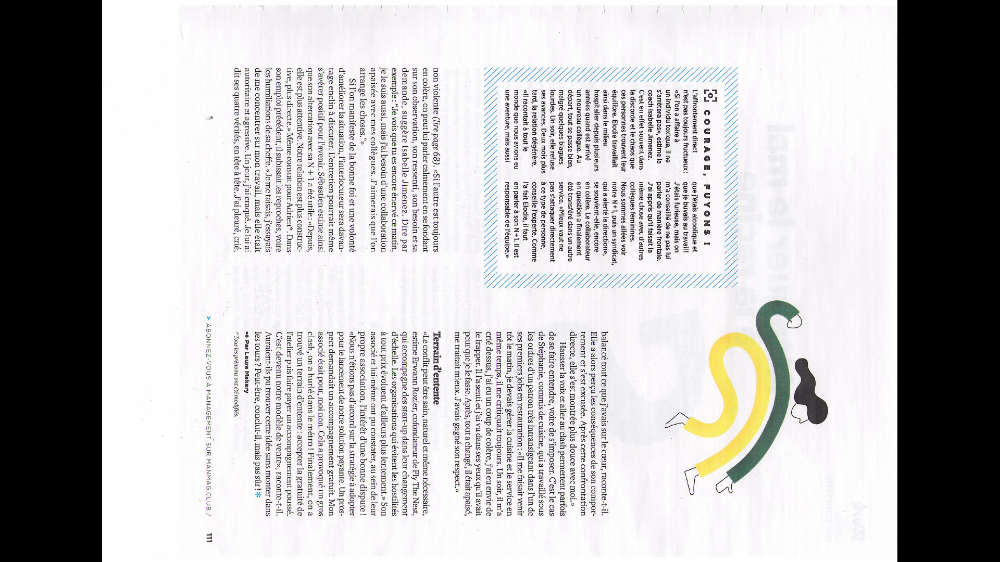 COURAGE, FUYONS !
L'affrontement direct
n'est pas toujours fructueux:
«Si l'on a affaire à
un individu toxique, il ne
s'arrêtera pas», estime la
coach Isabelle Jimenez.
C'est en effet souvent dans
la discorde et le chaos que
ces personnes trouvent leur
équilibre. Elodie travaillait
ainsi dans le milieu
hospitalier depuis plusieurs
années quand est arrivé
un nouveau collègue. Au
départ, tout se passe bien,
malgré quelques blagues
lourdes. Un soir, elle refuse
ses avances. Deux mois plus
tard, la relation dégénère.
«Il racontait à tout le
monde que nous avions eu
une aventure, mais aussi
que j'étais alcoolique et
que je buvais au travail!
J'étais furieuse, mais on
m'a conseillé de ne pas lui
parler de manière frontale.
J'ai appris qu'il faisait la
même chose avec d'autres
collègues féminines.
Nous sommes allées voir
notre N+1, puis un syndicat,
qui a alerté la direction»,
se souvient-elle, encore
en colère. Le collaborateur
en question a finalement
été transféré dans un autre
service. «Mieux vaut ne
pas s'attaquer directement
à ce type de personne,
conseille l'experte. Comme
l'a fait Elodie, il faut
en parler à son N+1. Il est
responsable de l'équipe.»
non violente (lire page 68). «Si l'autre est toujours
en colère, on peut lui parler calmement en se fondant
sur son observation, son ressenti, son besoin et sa
demande, suggère Isabelle Jimenez. Dire par
exemple : “Je vois que tu es encore énervé ce matin,
je le suis aussi, mais j'ai besoin d'une collaboration
apaisée avec mes collègues. J'aimerais que l'on
arrange les choses.”»
Si l'on manifeste de la bonne foi et une volonté
d'améliorer la situation, l'interlocuteur sera davan-
tage enclin à discuter. L'entretien pourrait même
s'avérer positif pour l'avenir. Sébastien estime ainsi
que son altercation avec sa N + 1 a été utile : «Depuis,
elle est plus attentive. Notre relation est plus construc-
tive, plus directe.» Même constat pour Adrien*. Dans
son emploi précédent, il subissait les reproches, voire
les humiliations de sa cheffe. «Je me taisais, j'essayais
de me concentrer sur mon travail, mais elle était
autoritaire et agressive. Un jour, j'ai craqué. Je lui ai
dit ses quatre vérités, en tête à tête. J'ai pleuré, crié,
balancé tout ce que j'avais sur le cœur, raconte-t-il.
Elle a alors perçu les conséquences de son compor-
tement et s'est excusée. Après cette confrontation
directe, elle s'est montrée plus douce avec moi.»
Hausser la voix et aller au clash permettent parfois
de se faire entendre, voire de s'imposer. C'est le cas
de Stéphanie, commis de cuisine, qui a travaillé sous
les ordres d'un patron très intransigeant dans l'un de
ses premiers jobs en restauration : «Il me faisait venir
tôt le matin, je devais gérer la cuisine et le service en
même temps, il me critiquait toujours. Un soir, il m'a
crié dessus, j'ai eu un coup de colère, j'ai eu envie de
le frapper. Il l'a senti et j'ai vu dans ses yeux qu'il avait
peur que je le fasse. Après, tout a changé, il était apaisé,
me traitait mieux. J'avais gagné son respect.»
Terrain d'entente
«Le conflit peut être sain, naturel et même nécessaire,
estime Erwann Rozier, cofondateur de Fly The Nest,
qui accompagne des start-up dans leur changement
d'échelle. Les organisations qui évitent les hostilités
à tout prix évoluent d'ailleurs plus lentement.» Son
associé et lui-même ont pu constater, au sein de leur
propre association, l'intérêt d'une bonne dispute !
«Nous n'étions pas d'accord sur la stratégie à adopter
pour le lancement de notre solution payante. Un pros-
pect demandait un accompagnement gratuit. Mon
associé était pour, moi non. Cela a provoqué un gros
clash, on a hurlé dans le métro ! Finalement, on a
trouvé un terrain d'entente : accepter la gratuité de
l'atelier puis faire payer un accompagnement poussé.
C'est devenu notre modèle de vente», raconte-t-il.
Auraient-ils pu trouver cette idée sans monter dans
les tours ? Peut-être, conclut-il, mais pas sûr ! *
Par Laura Makary
* Tous les prénoms ont été modifiés.
> ABONNEZ-VOUS À MANAGEMENT SUR MANMAG.CLUB / 111